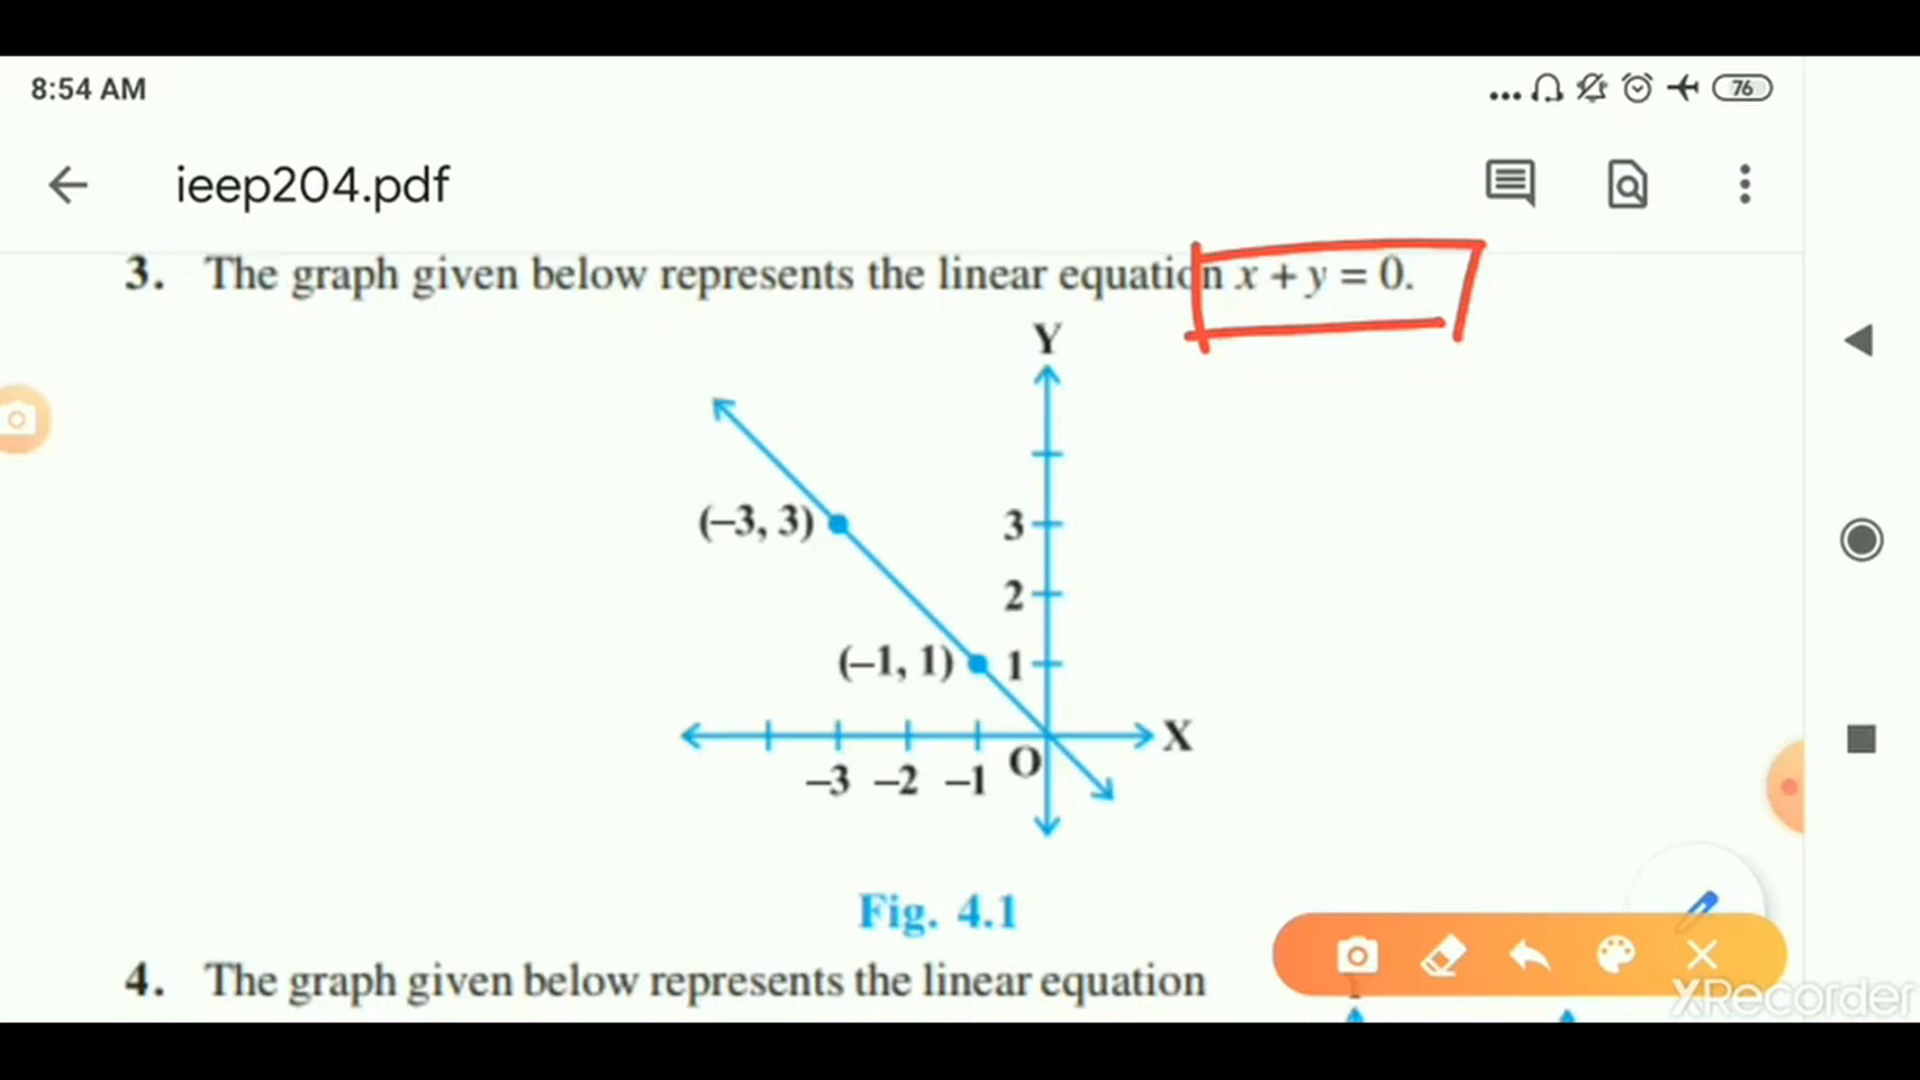 8:54 AM
76
ieep204.pdf
3. The graph given below represents the linear equation x + y = 0.
Y
(–3, 3)
3
2
(–1, 1)
1
X
O
–3 –2 –1
Fig. 4.1
4. The graph given below represents the linear equation
XRecorder